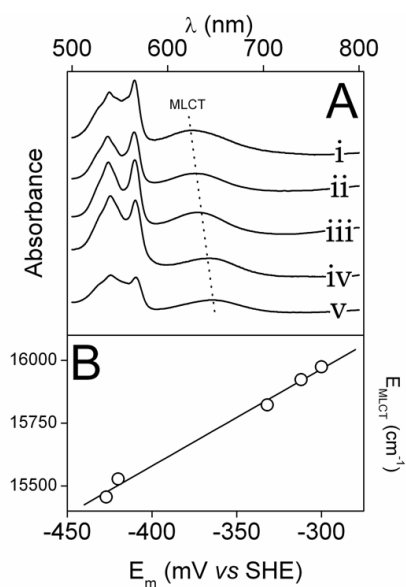 λ (nm)
500 600 700 800
A
MLCT
i
ii
iii
iv
v
Absorbance
B
16000
15750
15500
E_MLCT (cm⁻¹)
-450 -400 -350 -300
E_m (mV vs SHE)